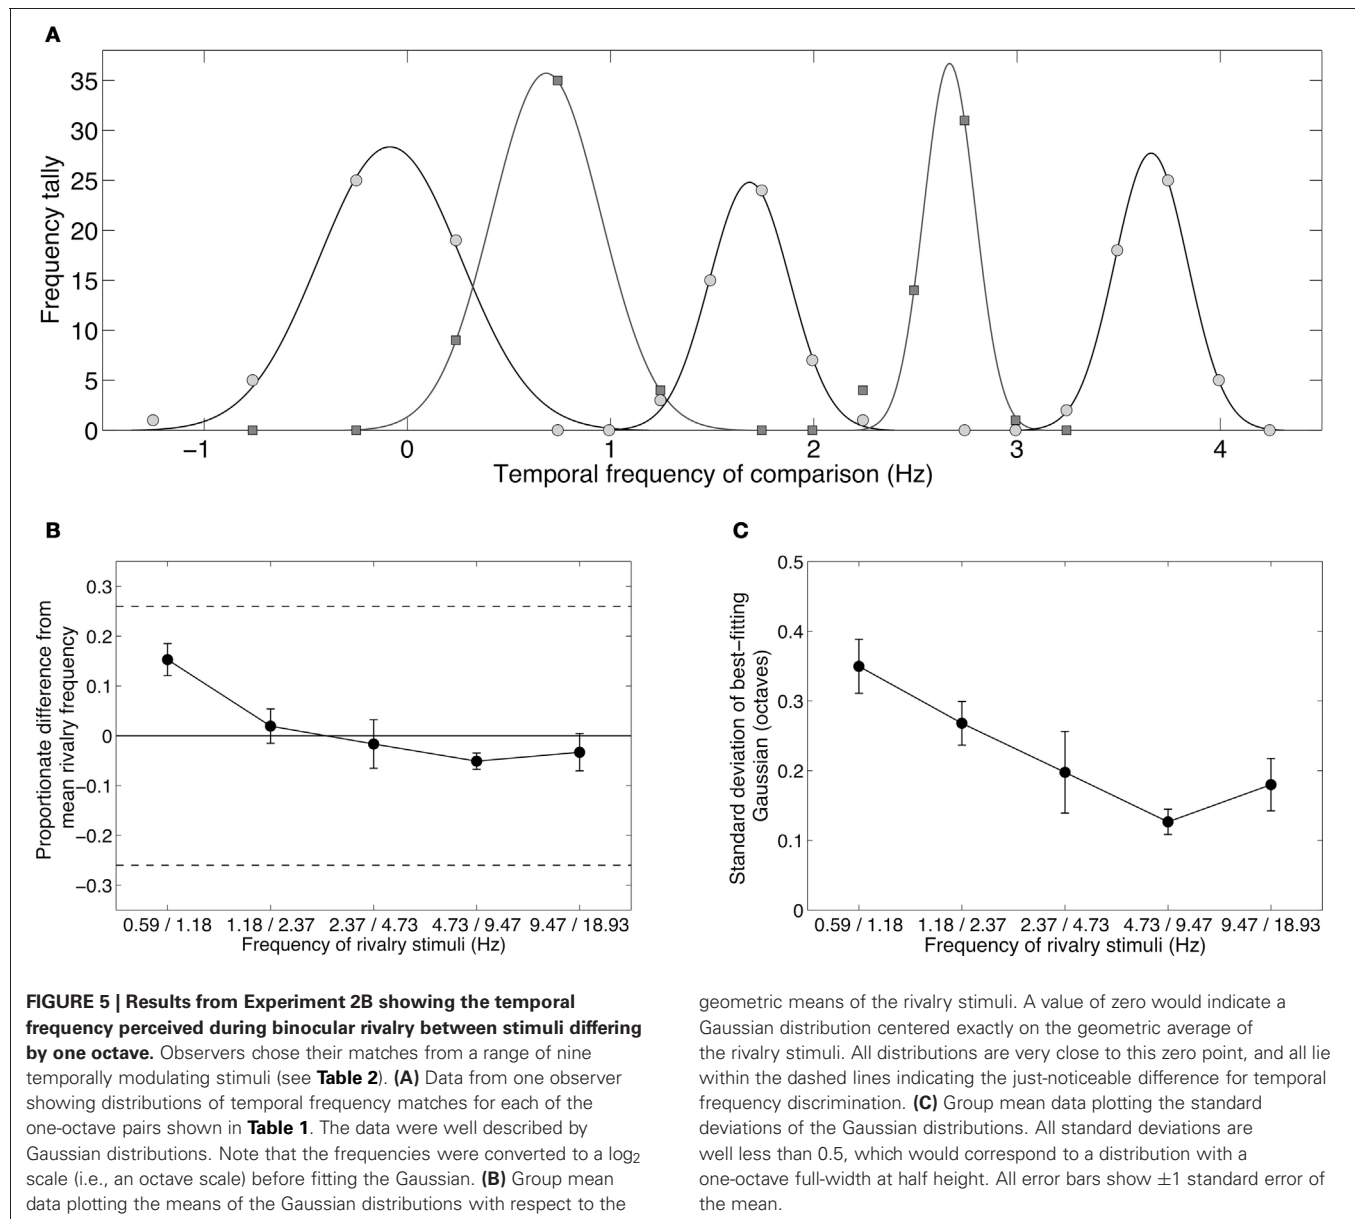 A
Frequency tally
35
30
25
20
15
10
5
0
−1 0 1 2 3 4
Temporal frequency of comparison (Hz)
B
Proportionate difference from
mean rivalry frequency
0.3
0.2
0.1
0
−0.1
−0.2
−0.3
0.59 / 1.18 1.18 / 2.37 2.37 / 4.73 4.73 / 9.47 9.47 / 18.93
Frequency of rivalry stimuli (Hz)
C
Standard deviation of best−fitting
Gaussian (octaves)
0.5
0.4
0.3
0.2
0.1
0
0.59 / 1.18 1.18 / 2.37 2.37 / 4.73 4.73 / 9.47 9.47 / 18.93
Frequency of rivalry stimuli (Hz)
FIGURE 5 | Results from Experiment 2B showing the temporal
frequency perceived during binocular rivalry between stimuli differing
by one octave. Observers chose their matches from a range of nine
temporally modulating stimuli (see Table 2). (A) Data from one observer
showing distributions of temporal frequency matches for each of the
one-octave pairs shown in Table 1. The data were well described by
Gaussian distributions. Note that the frequencies were converted to a log2
scale (i.e., an octave scale) before fitting the Gaussian. (B) Group mean
data plotting the means of the Gaussian distributions with respect to the
geometric means of the rivalry stimuli. A value of zero would indicate a
Gaussian distribution centered exactly on the geometric average of
the rivalry stimuli. All distributions are very close to this zero point, and all lie
within the dashed lines indicating the just-noticeable difference for temporal
frequency discrimination. (C) Group mean data plotting the standard
deviations of the Gaussian distributions. All standard deviations are
well less than 0.5, which would correspond to a distribution with a
one-octave full-width at half height. All error bars show ±1 standard error of
the mean.